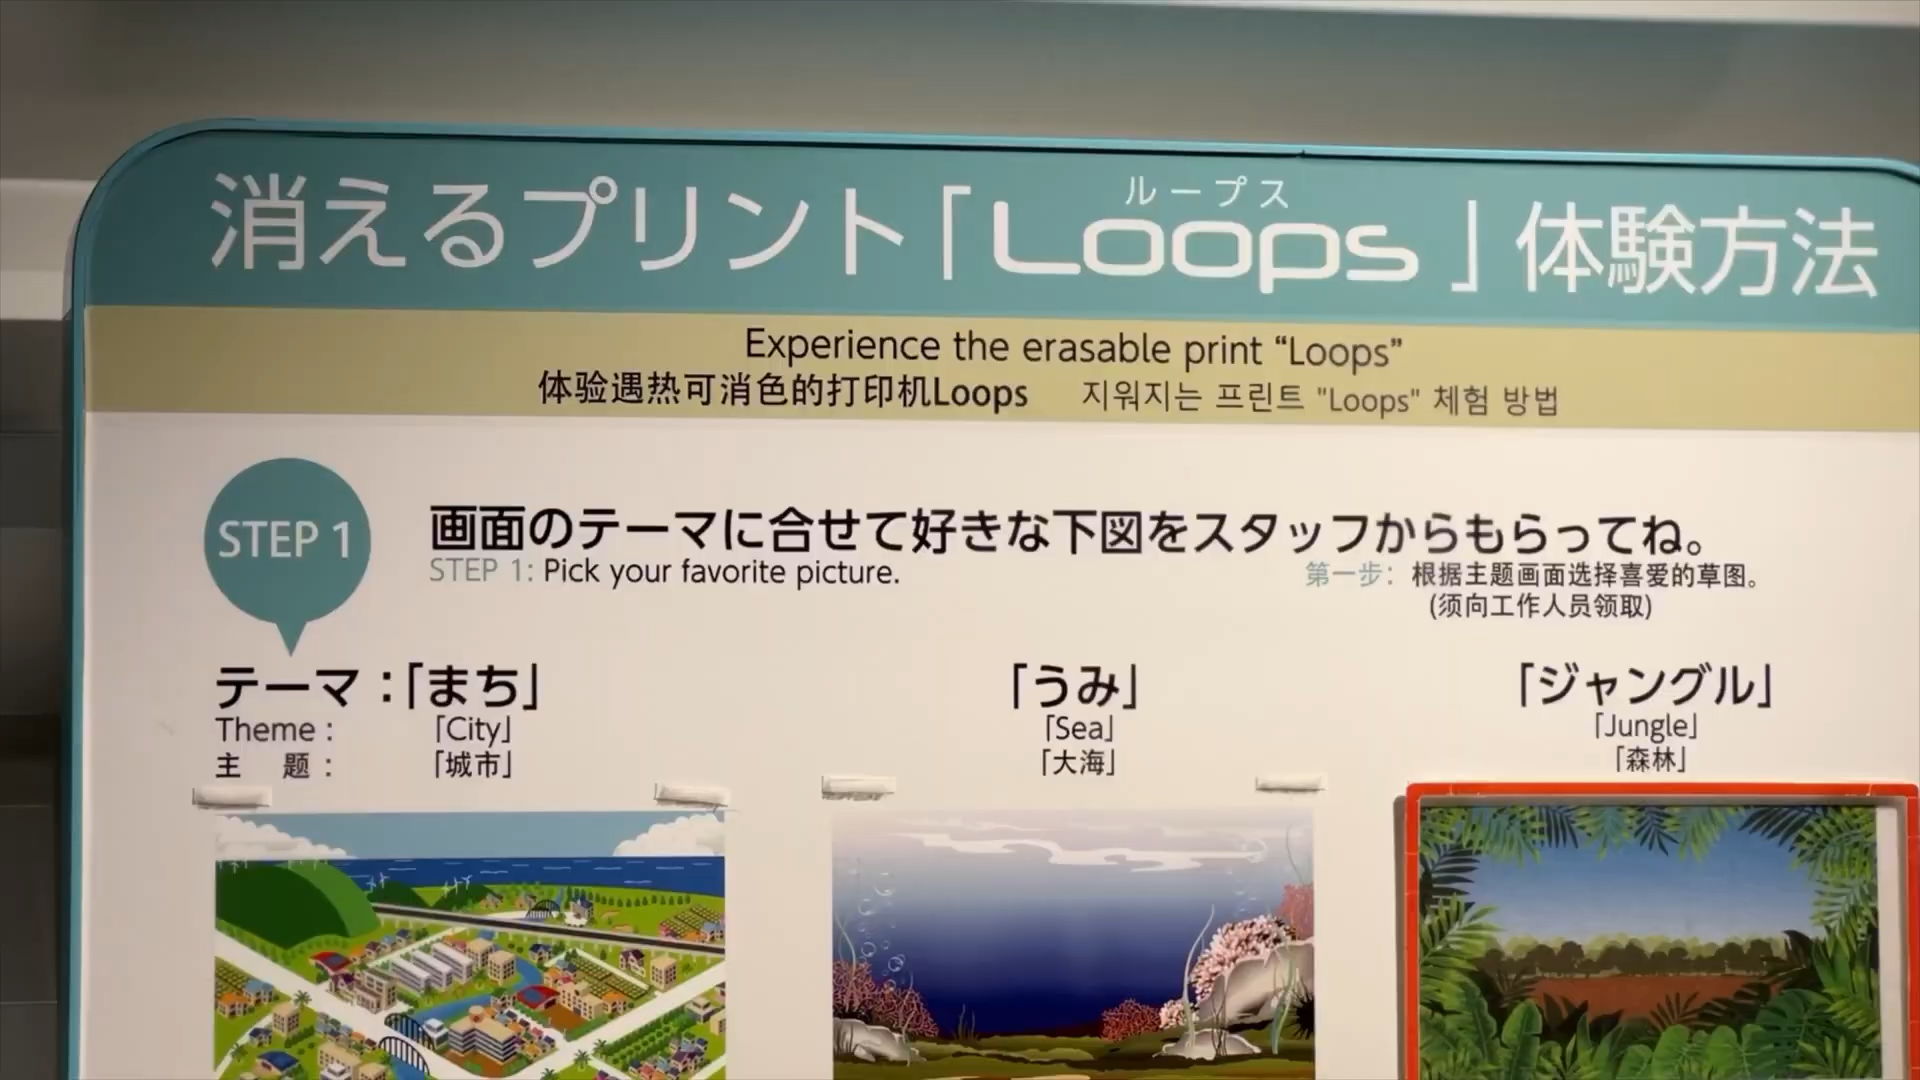 ループス
消えるプリント「Loops」体験方法
Experience the erasable print “Loops”
体验遇热可消色的打印机Loops 지워지는 프린트 "Loops" 체험 방법
STEP 1
画面のテーマに合せて好きな下図をスタッフからもらってね。
STEP 1: Pick your favorite picture.
第一步：根据主题画面选择喜爱的草图。
(须向工作人员领取)
テーマ：「まち」 「うみ」 「ジャングル」
Theme : 「City」 「Sea」 「Jungle」
主 题：「城市」 「大海」 「森林」